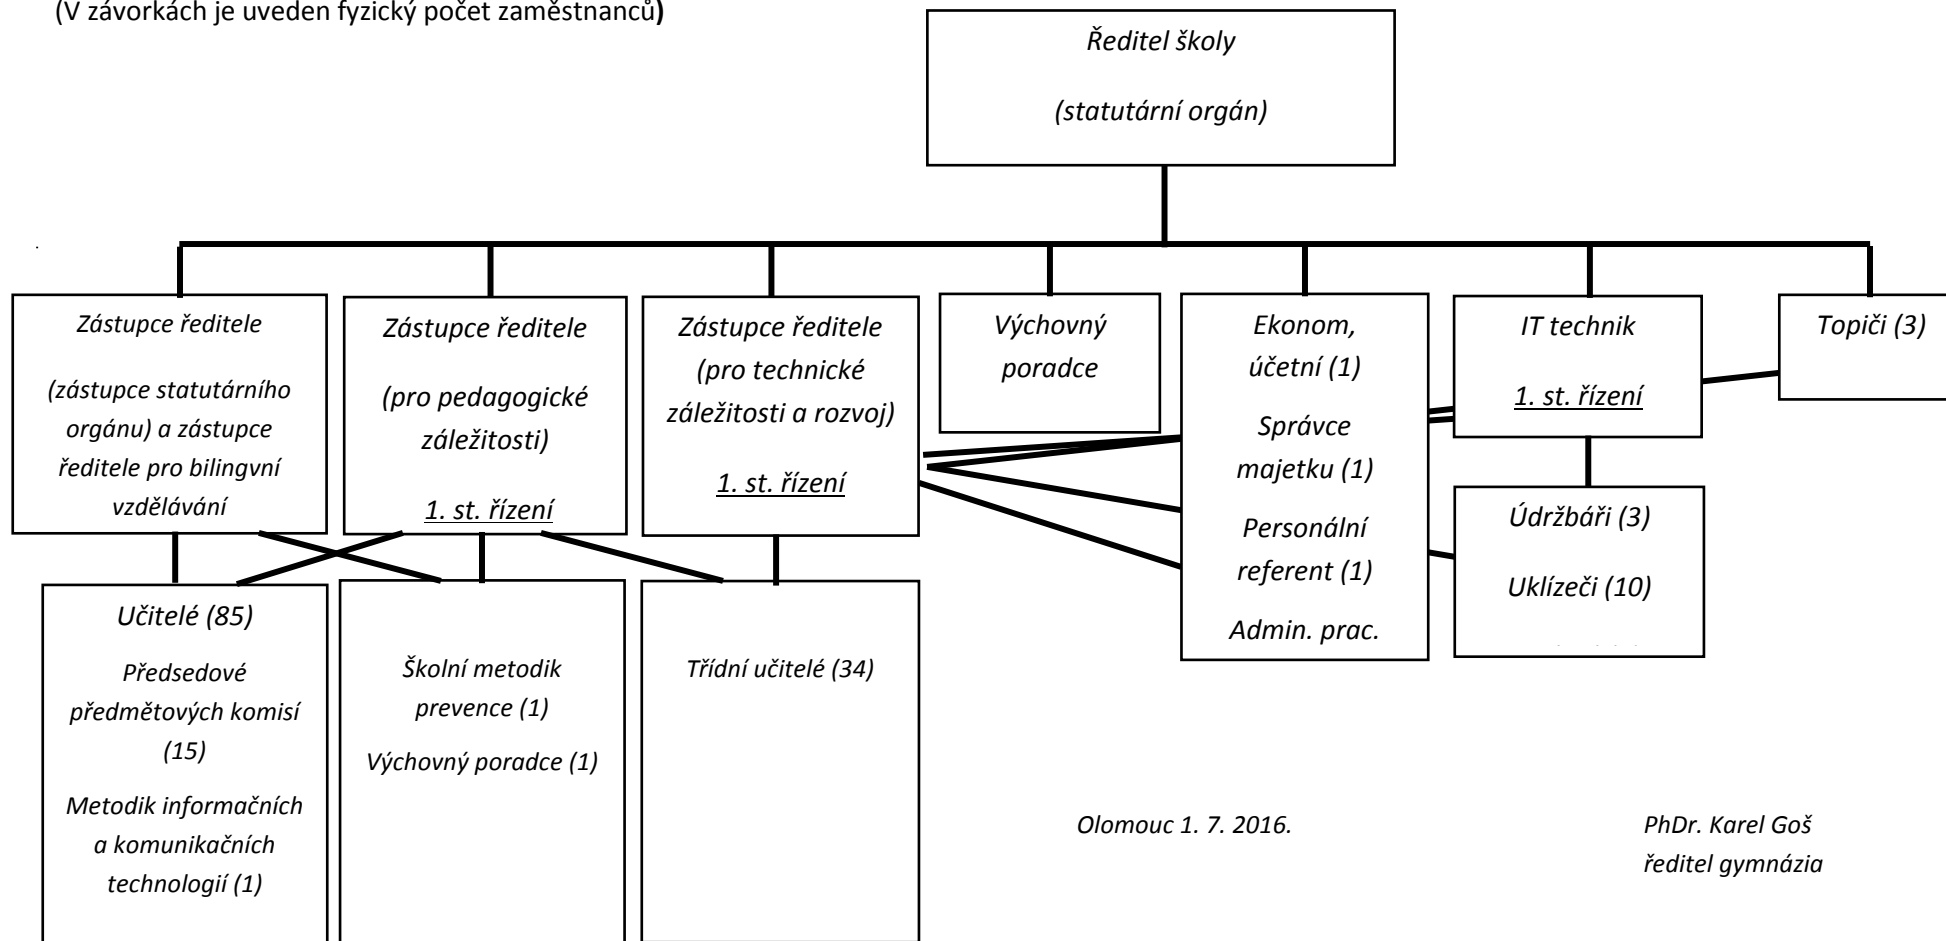 (V závorkách je uveden fyzický počet zaměstnanců)
Ředitel školy
(statutární orgán)
Zástupce ředitele
(zástupce statutárního
orgánu) a zástupce
ředitele pro bilingvní
vzdělávání
Zástupce ředitele
(pro pedagogické
záležitosti)
1. st. řízení
Zástupce ředitele
(pro technické
záležitosti a rozvoj)
1. st. řízení
Výchovný
poradce
Ekonom,
účetní (1)
Správce
majetku (1)
Personální
referent (1)
Admin. prac.
IT technik
1. st. řízení
Topiči (3)
Údržbáři (3)
Uklízeči (10)
Učitelé (85)
Předsedové
předmětových komisí
(15)
Metodik informačních
a komunikačních
technologií (1)
Školní metodik
prevence (1)
Výchovný poradce (1)
Třídní učitelé (34)
Olomouc 1. 7. 2016.
PhDr. Karel Goš
ředitel gymnázia